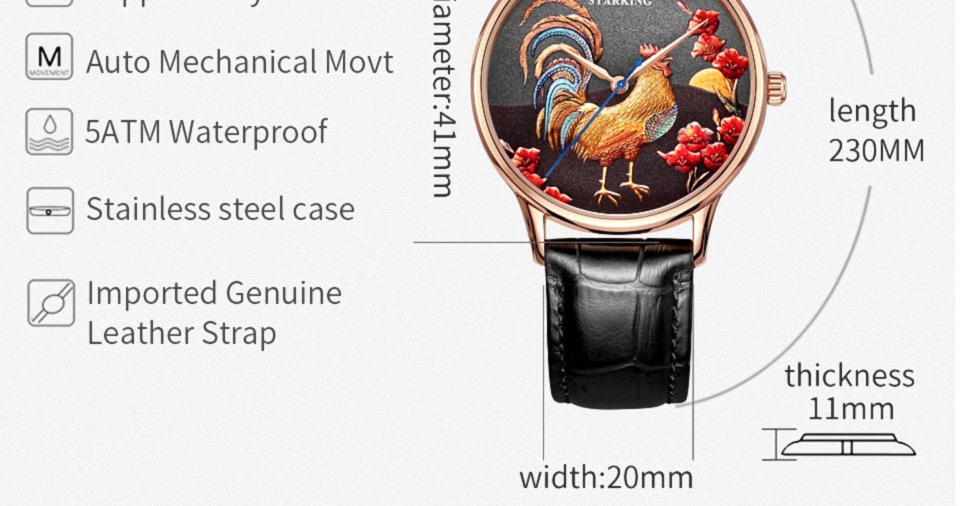 M
MOVEMENT
Auto Mechanical Movt
5ATM Waterproof
Stainless steel case
Imported Genuine
Leather Strap
STARKING
iameter:41mm
length
230MM
thickness
11mm
width:20mm